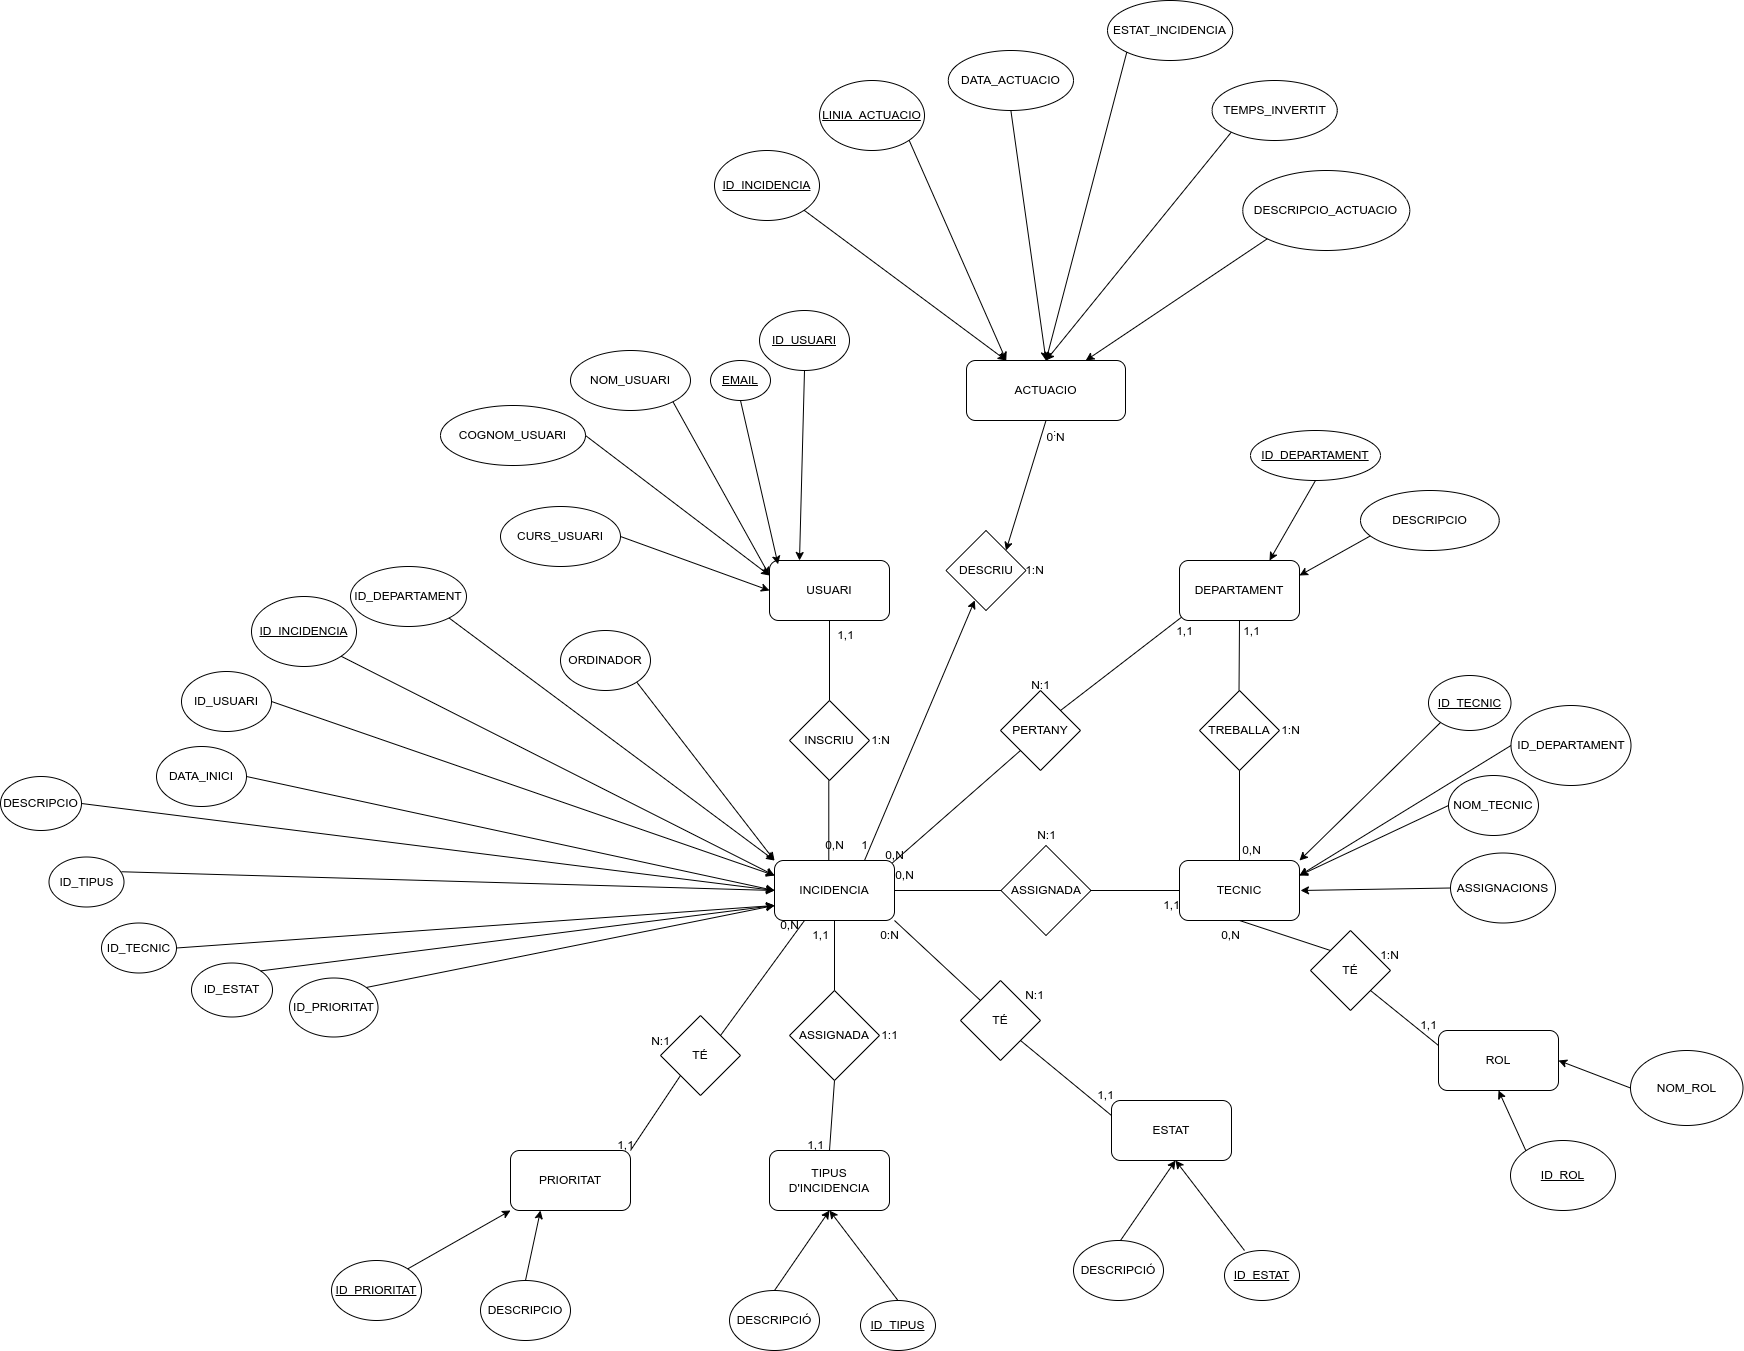 ESTAT_INCIDENCIA
DATA_ACTUACIO
TEMPS_INVERTIT
LINIA_ACTUACIO
ID_INCIDENCIA
DESCRIPCIO_ACTUACIO
ID_USUARI
NOM_USUARI
EMAIL
ACTUACIO
COGNOM_USUARI
0:N
ID_DEPARTAMENT
DESCRIPCIO
CURS_USUARI
DESCRIU
1:N
USUARI
DEPARTAMENT
ID_DEPARTAMENT
ID_INCIDENCIA
1,1
1,1
1,1
ORDINADOR
N:1
ID_USUARI
ID_TECNIC
INSCRIU
1:N
PERTANY
TREBALLA
1:N
ID_DEPARTAMENT
DATA_INICI
DESCRIPCIO
NOM_TECNIC
N:1
0,N
1
0,N
0,N
0,N
ID_TIPUS
INCIDENCIA
ASSIGNADA
TECNIC
ASSIGNACIONS
1,1
0,N
1,1
0:N
0,N
ID_TECNIC
1:N
TÉ
ID_ESTAT
N:1
ID_PRIORITAT
TÉ
1,1
ASSIGNADA
1:1
N:1
TÉ
ROL
NOM_ROL
1,1
ESTAT
1,1
1,1
PRIORITAT
TIPUS
D'INCIDENCIA
ID_ROL
DESCRIPCIÓ
ID_ESTAT
ID_PRIORITAT
DESCRIPCIO
DESCRIPCIÓ
ID_TIPUS